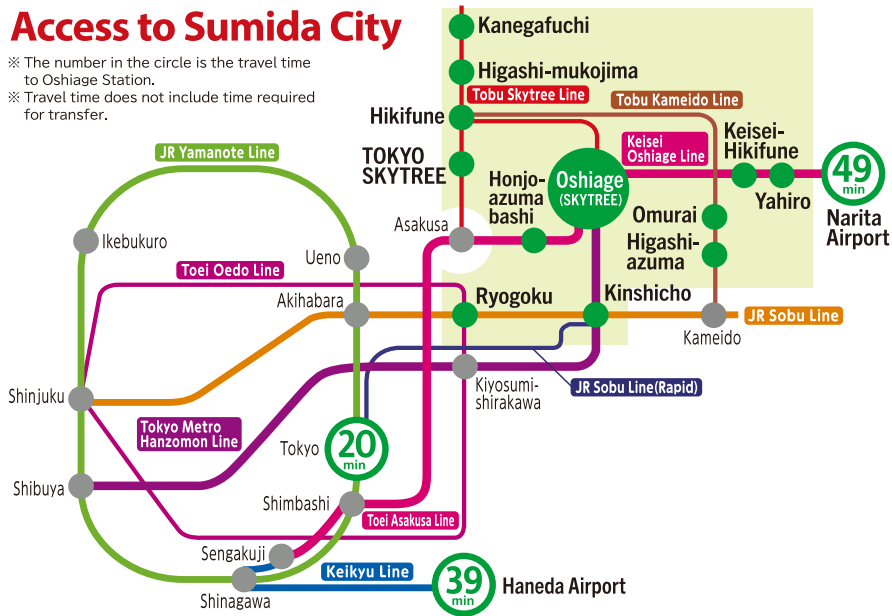 Access to Sumida City
※ The number in the circle is the travel time
to Oshiage Station.
※ Travel time does not include time required
for transfer.
Kanegafuchi
Higashi-mukojima
Tobu Skytree Line
Tobu Kameido Line
Hikifune
JR Yamanote Line
TOKYO
SKYTREE
Honjo-
azuma
bashi
Oshiage
(SKYTREE)
Keisei
Oshiage Line
Keisei-
Hikifune
Yahiro
49
min
Narita
Airport
Asakusa
Omurai
Higashi-
azuma
Ikebukuro
Ueno
Toei Oedo Line
Akihabara
Ryogoku
Kinshicho
JR Sobu Line
Kameido
Shinjuku
Kiyosumi-
shirakawa
JR Sobu Line(Rapid)
Tokyo Metro
Hanzomon Line
Tokyo
20
min
Shibuya
Shimbashi
Toei Asakusa Line
Sengakuji
Shinagawa
Keikyu Line
39
min
Haneda Airport